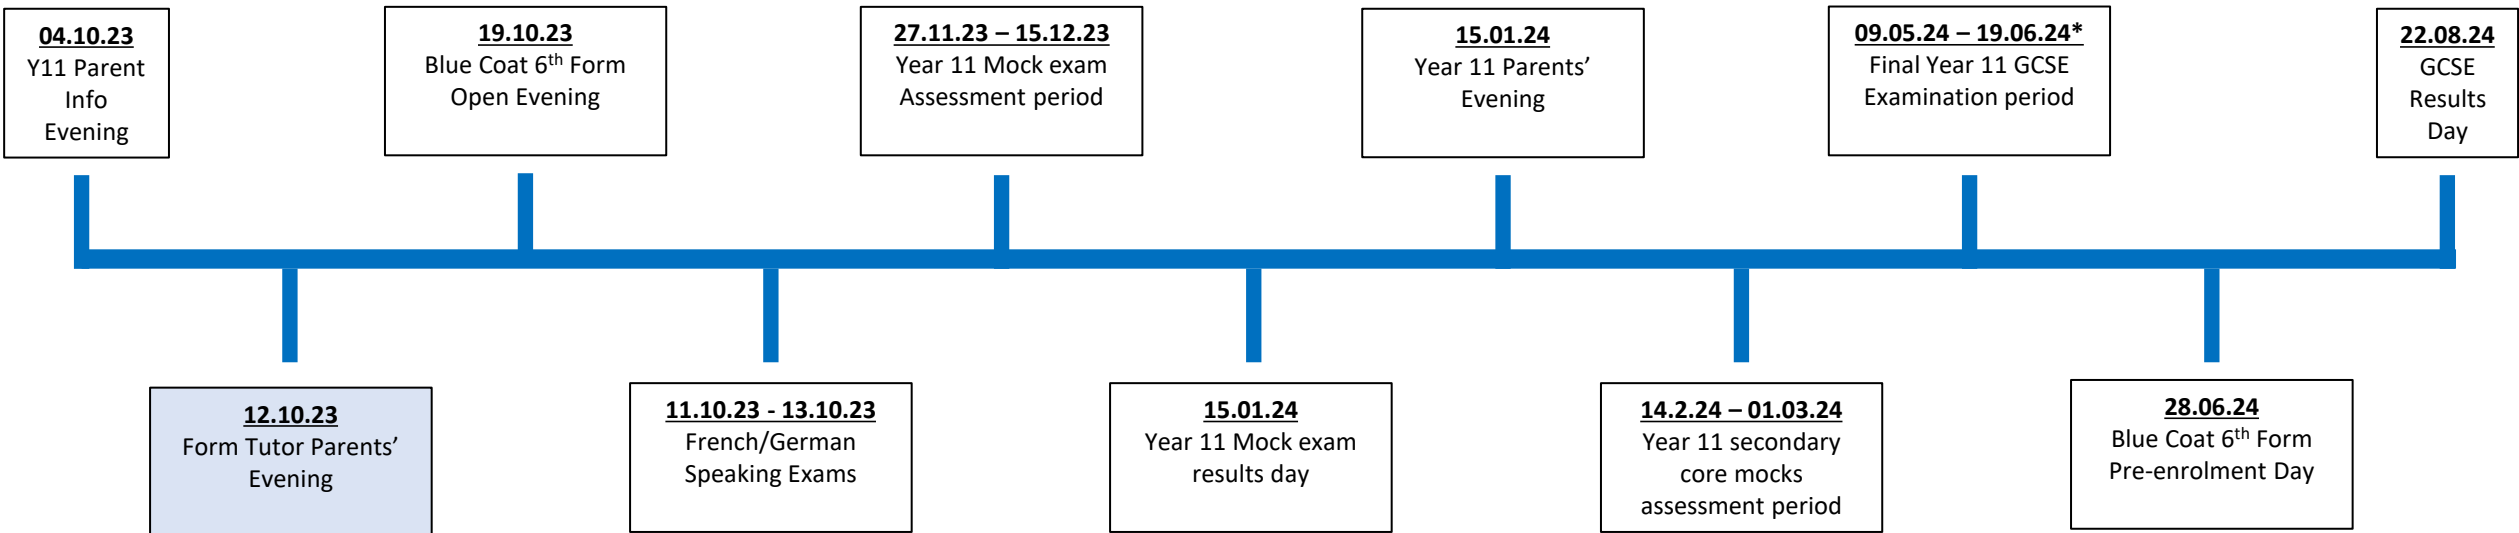 04.10.23
Y11 Parent
Info
Evening
19.10.23
Blue Coat 6th Form
Open Evening
27.11.23 – 15.12.23
Year 11 Mock exam
Assessment period
15.01.24
Year 11 Parents’
Evening
09.05.24 – 19.06.24*
Final Year 11 GCSE
Examination period
22.08.24
GCSE
Results
Day
12.10.23
Form Tutor Parents’
Evening
11.10.23 - 13.10.23
French/German
Speaking Exams
15.01.24
Year 11 Mock exam
results day
14.2.24 – 01.03.24
Year 11 secondary
core mocks
assessment period
28.06.24
Blue Coat 6th Form
Pre-enrolment Day